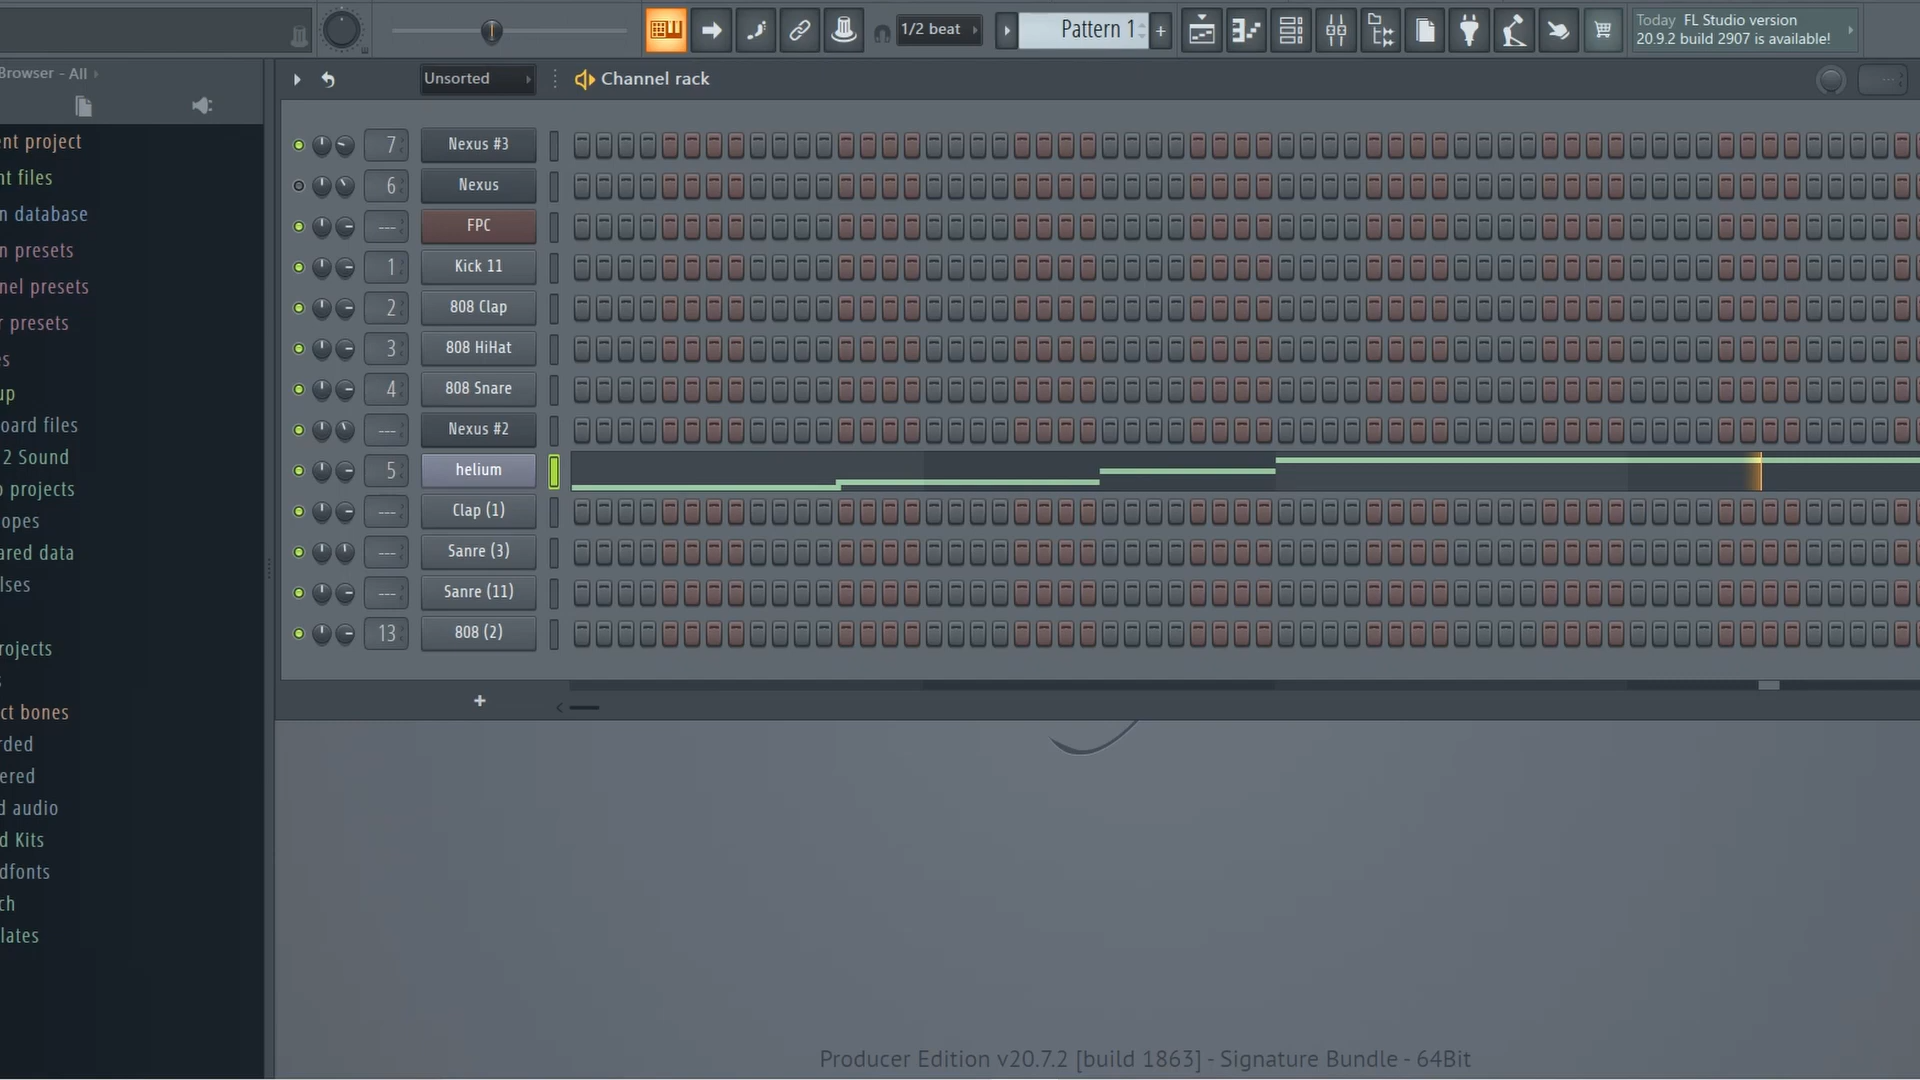 1/2 beat
Pattern 1
+
Today FL Studio version
20.9.2 build 2907 is available!
Browser - All
Unsorted
Channel rack
ent project
nt files
n database
n presets
nel presets
r presets
es
up
oard files
2 Sound
o projects
opes
ared data
lses
rojects
s
ct bones
rded
ered
d audio
d Kits
dfonts
ch
lates
7 Nexus #3
6 Nexus
--- FPC
1 Kick 11
2 808 Clap
3 808 HiHat
4 808 Snare
--- Nexus #2
5 helium
--- Clap (1)
--- Sanre (3)
--- Sanre (11)
13 808 (2)
+
Producer Edition v20.7.2 [build 1863] - Signature Bundle - 64Bit